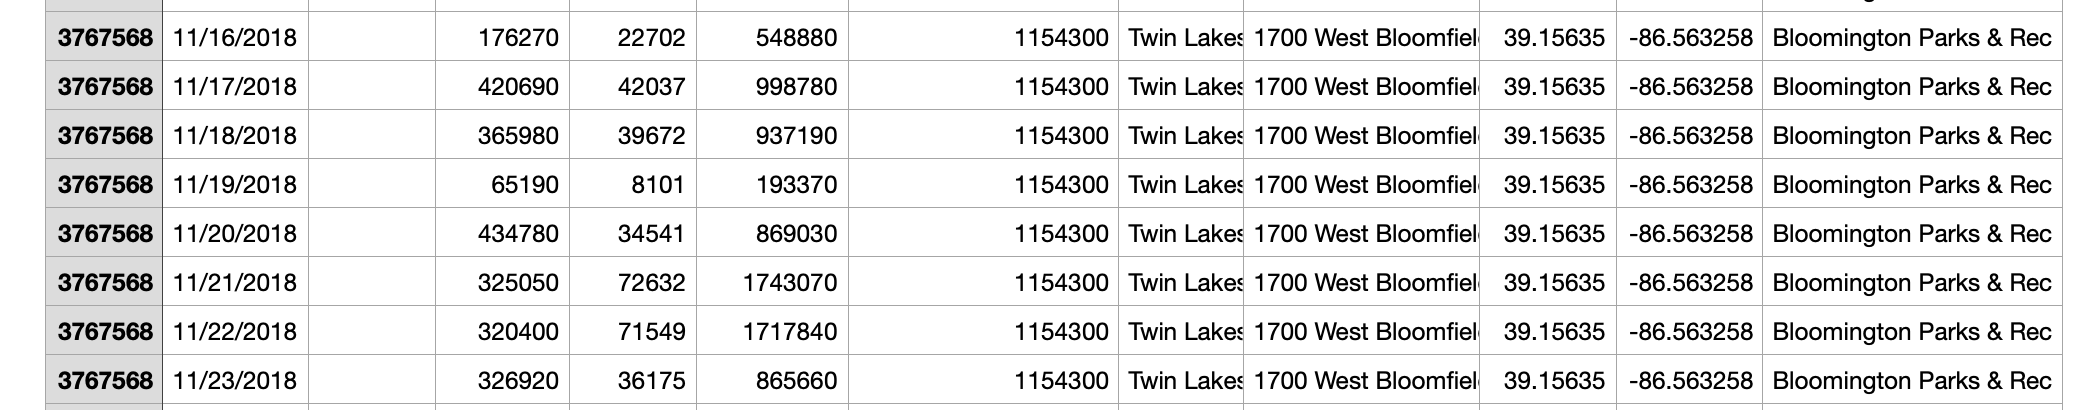 3767568 11/16/2018 176270 22702 548880 1154300 Twin Lakes 1700 West Bloomfiel 39.15635 -86.563258 Bloomington Parks & Rec
3767568 11/17/2018 420690 42037 998780 1154300 Twin Lakes 1700 West Bloomfiel 39.15635 -86.563258 Bloomington Parks & Rec
3767568 11/18/2018 365980 39672 937190 1154300 Twin Lakes 1700 West Bloomfiel 39.15635 -86.563258 Bloomington Parks & Rec
3767568 11/19/2018 65190 8101 193370 1154300 Twin Lakes 1700 West Bloomfiel 39.15635 -86.563258 Bloomington Parks & Rec
3767568 11/20/2018 434780 34541 869030 1154300 Twin Lakes 1700 West Bloomfiel 39.15635 -86.563258 Bloomington Parks & Rec
3767568 11/21/2018 325050 72632 1743070 1154300 Twin Lakes 1700 West Bloomfiel 39.15635 -86.563258 Bloomington Parks & Rec
3767568 11/22/2018 320400 71549 1717840 1154300 Twin Lakes 1700 West Bloomfiel 39.15635 -86.563258 Bloomington Parks & Rec
3767568 11/23/2018 326920 36175 865660 1154300 Twin Lakes 1700 West Bloomfiel 39.15635 -86.563258 Bloomington Parks & Rec